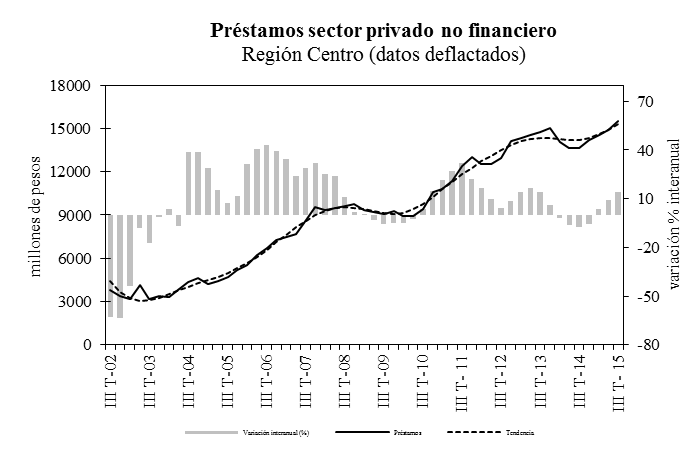 Préstamos sector privado no financiero
Región Centro (datos deflactados)
millones de pesos
18000
15000
12000
9000
6000
3000
0
70
40
10
-20
-50
-80
variación % interanual
III T-02
III T-03
III T-04
III T-05
III T-06
III T-07
III T-08
III T-09
III T-10
III T-11
III T-12
III T-13
III T-14
III T- 15
Variación interanual (%)
Préstamos
Tendencia